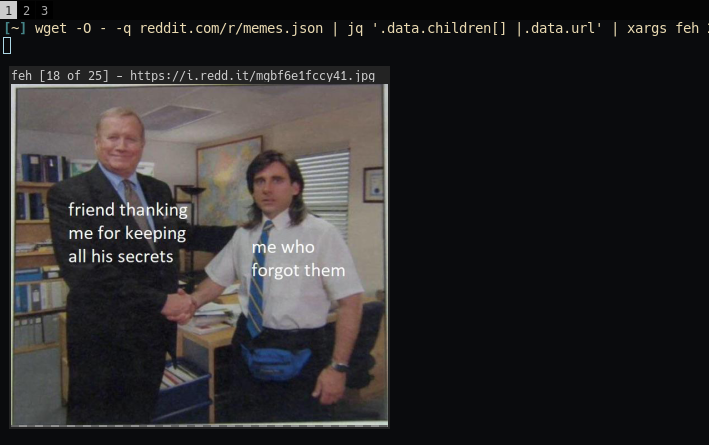 1 2 3
[~] wget -O - -q reddit.com/r/memes.json | jq '.data.children[] |.data.url' | xargs feh
feh [18 of 25] - https://i.redd.it/mqbf6e1fccy41.jpg
friend thanking
me for keeping
all his secrets
me who
forgot them